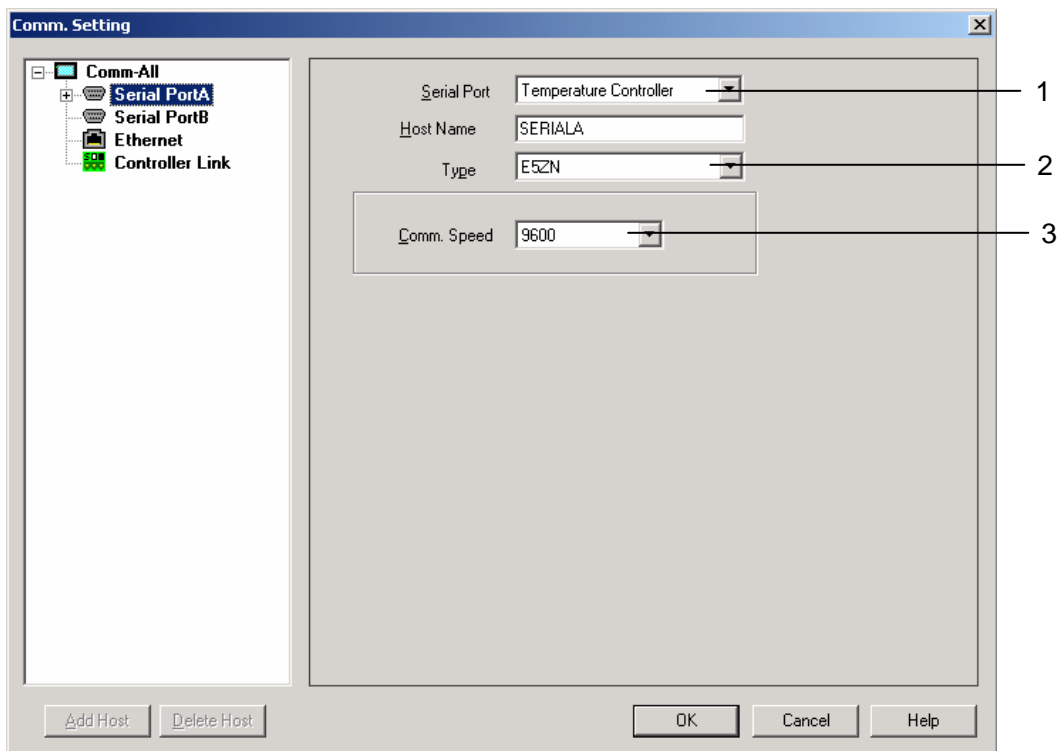 Comm. Setting
Comm-All
Serial PortA
Serial PortB
Ethernet
Controller Link
Serial Port Temperature Controller 1
Host Name SERIALA
Type E5ZN 2
Comm. Speed 9600 3
Add Host Delete Host OK Cancel Help